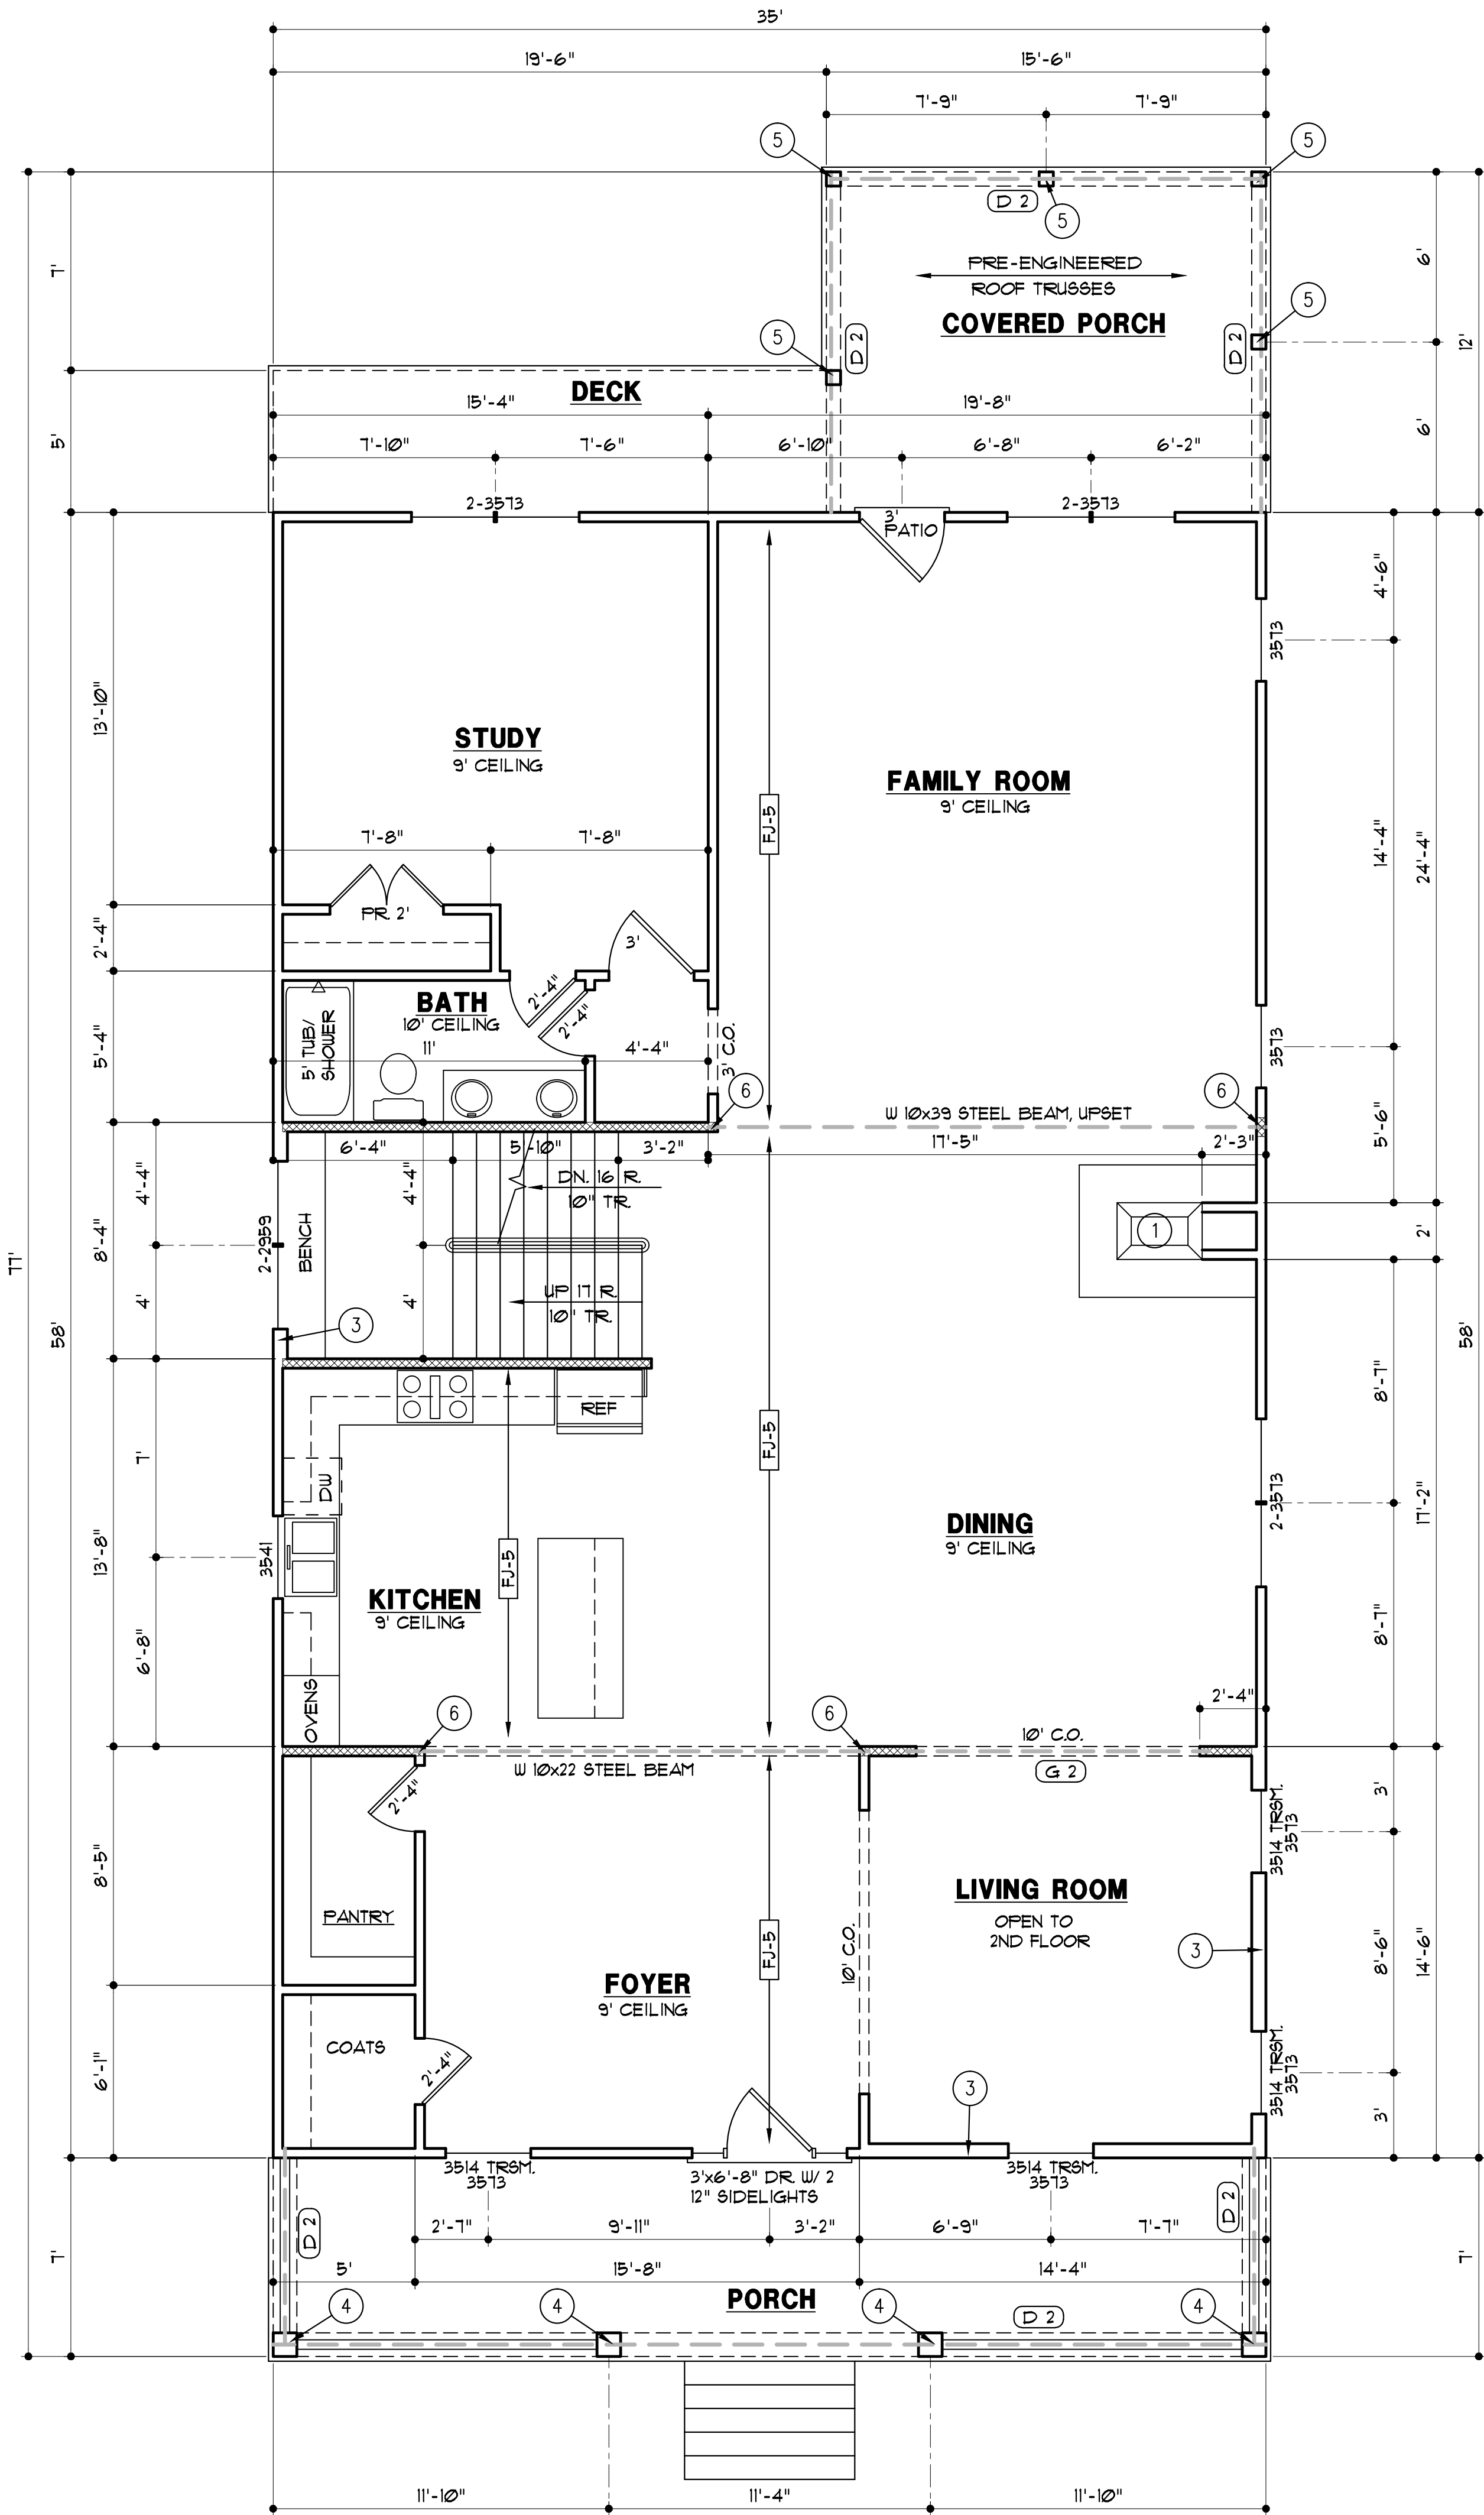 35'
19'-6"
15'-6"
7'-9"
7'-9"
5
5
D 2
5
7'
6'
PRE-ENGINEERED
ROOF TRUSSES
5
COVERED PORCH
5
D 2
D 2
12'
DECK
15'-4"
19'-8"
5'
6'
7'-10"
7'-6"
6'-10"
6'-8"
6'-2"
2-3573
2-3573
3'
PATIO
4'-6"
3573
13'-10"
STUDY
9' CEILING
FAMILY ROOM
9' CEILING
FJ-5
7'-8"
7'-8"
14'-4"
24'-4"
PR. 2'
2'-4"
3'
BATH
10' CEILING
2'-4"
2'-4"
5' TUB/
SHOWER
11'
4'-4"
3' C.O.
5'-4"
3573
6
6
W 10x39 STEEL BEAM, UPSET
5'-6"
6'-4"
5'-10"
3'-2"
17'-5"
2'-3"
4'-4"
4'-4"
DN. 16 R.
10" TR.
77'
8'-4"
2-2959
BENCH
1
2'
4'
4'
UP 17 R.
10" TR.
3
58'
58'
REF
8'-7"
FJ-5
7'
DW
2-3573
17'-2"
DINING
9' CEILING
13'-8"
3541
FJ-5
KITCHEN
9' CEILING
6'-8"
8'-7"
OVENS
6
6
2'-4"
10' C.O.
W 10x22 STEEL BEAM
G 2
2'-4"
3'
3514 TRSM.
3573
8'-5"
PANTRY
LIVING ROOM
OPEN TO
2ND FLOOR
10' C.O.
FJ-5
3
8'-6"
14'-6"
FOYER
9' CEILING
COATS
6'-1"
2'-4"
3514 TRSM.
3573
3
3'
3514 TRSM.
3573
3'x6'-8" DR. W/ 2
12" SIDELIGHTS
3514 TRSM.
3573
D 2
D 2
2'-7"
9'-11"
3'-2"
6'-9"
7'-7"
7'
7'
5'
15'-8"
14'-4"
PORCH
4
4
4
D 2
4
11'-10"
11'-4"
11'-10"